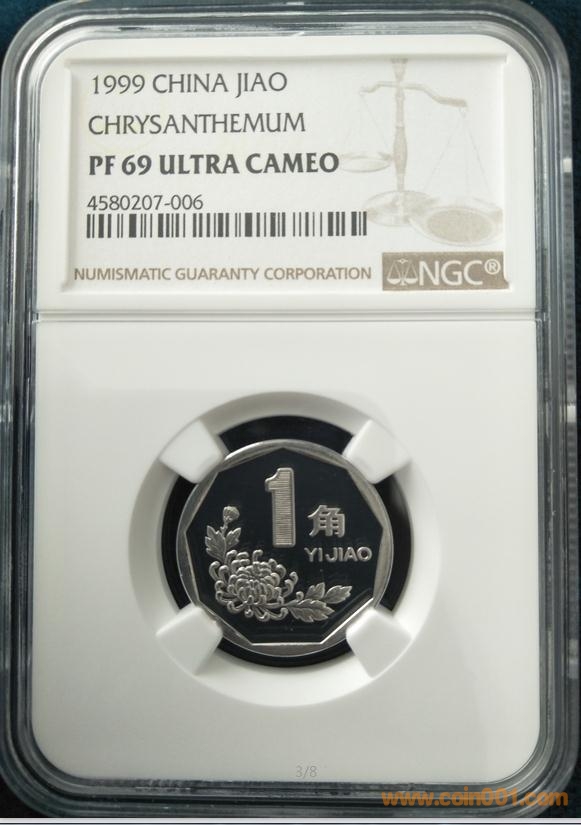 1999 CHINA JIAO
CHRYSANTHEMUM
PF 69 ULTRA CAMEO
4580207-006
NUMISMATIC GUARANTY CORPORATION
NGC®
1角
YI JIAO
3/8
www.coin001.com